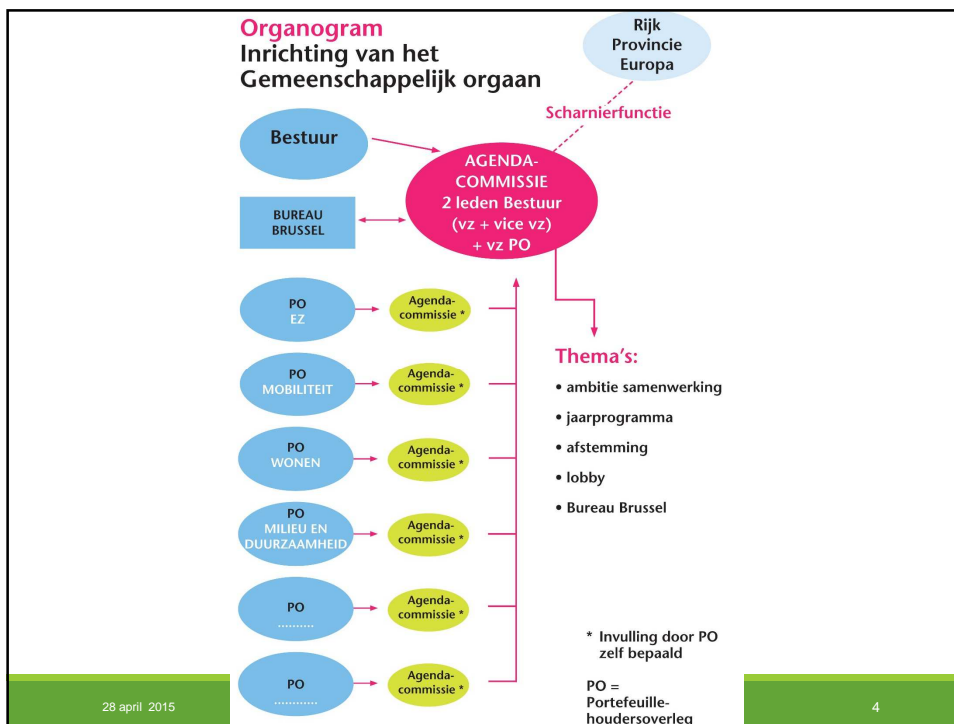 Organogram
Inrichting van het
Gemeenschappelijk orgaan
Rijk
Provincie
Europa
Scharnierfunctie
Bestuur
AGENDA-
COMMISSIE
2 leden Bestuur
(vz + vice vz)
+ vz PO
BUREAU
BRUSSEL
PO
EZ
Agenda-
commissie *
PO
MOBILITEIT
Agenda-
commissie *
PO
WONEN
Agenda-
commissie *
PO
MILIEU EN
DUURZAAMHEID
Agenda-
commissie *
PO
..........
Agenda-
commissie *
PO
..........
Agenda-
commissie *
Thema's:
• ambitie samenwerking
• jaarprogramma
• afstemming
• lobby
• Bureau Brussel
* Invulling door PO
zelf bepaald
PO =
Portefeuille-
houdersoverleg
28 april 2015
4